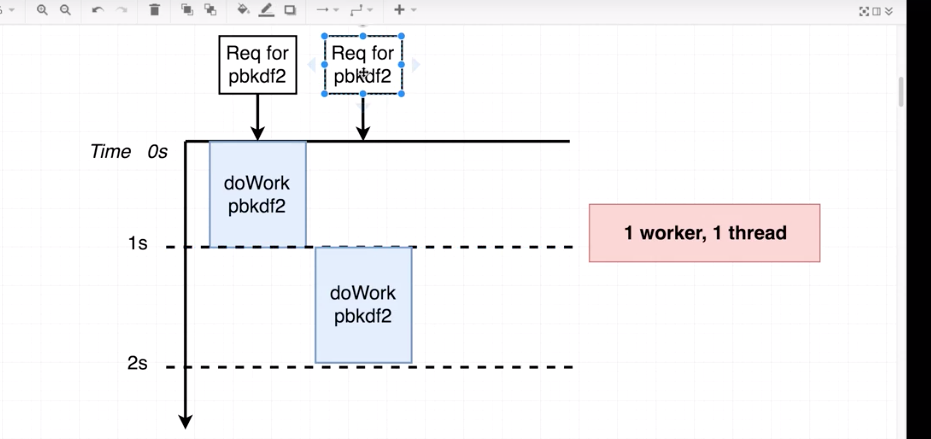 Req for
pbkdf2
Req for
pbkdf2
Time 0s
doWork
pbkdf2
1s
1 worker, 1 thread
doWork
pbkdf2
2s